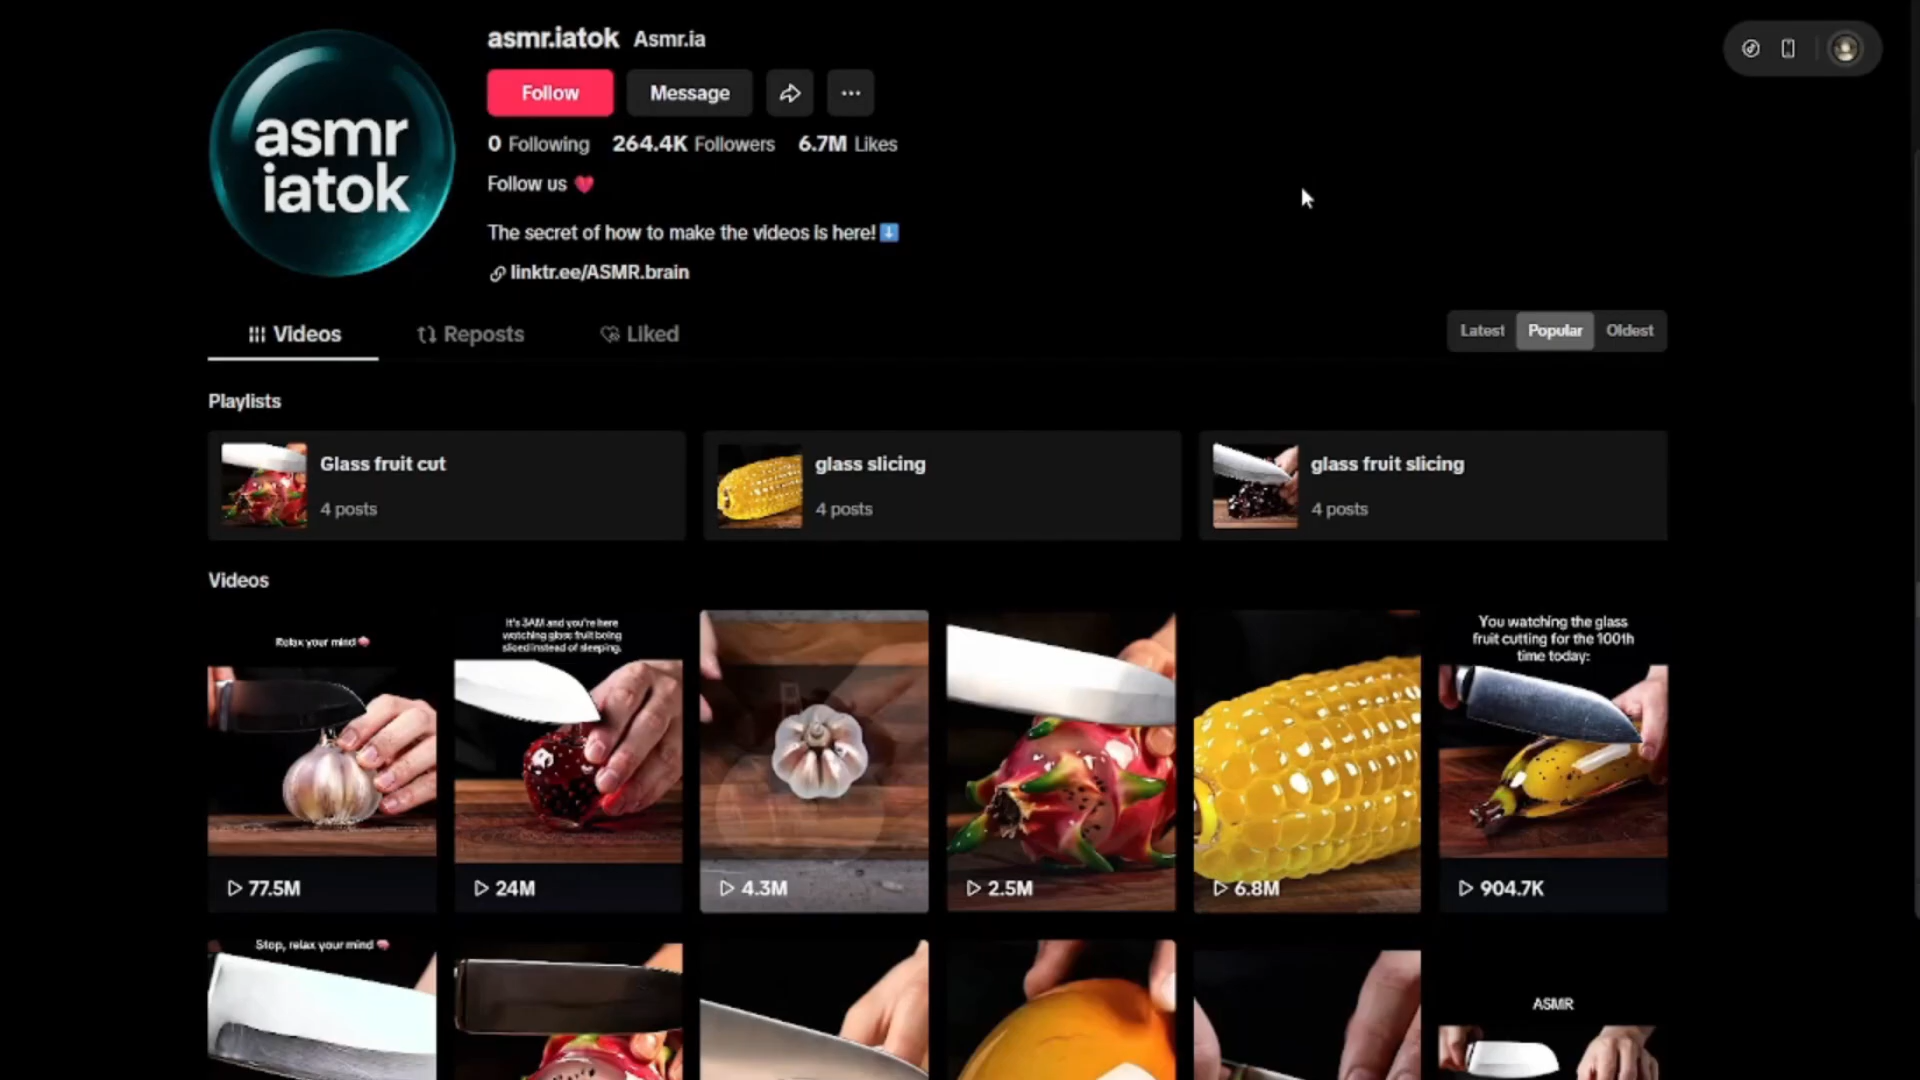 asmr
iatok
asmr.iatok Asmr.ia
Follow Message
0 Following 264.4K Followers 6.7M Likes
Follow us
The secret of how to make the videos is here!
linktr.ee/ASMR.brain
Videos Reposts Liked
Latest Popular Oldest
Playlists
Glass fruit cut
4 posts
glass slicing
4 posts
glass fruit slicing
4 posts
Videos
Relax your mind
77.5M
It's 3AM and you're here
watching glass fruit being
sliced instead of sleeping.
24M
4.3M
2.5M
6.8M
You watching the glass
fruit cutting for the 100th
time today:
904.7K
Stop, relax your mind
ASMR